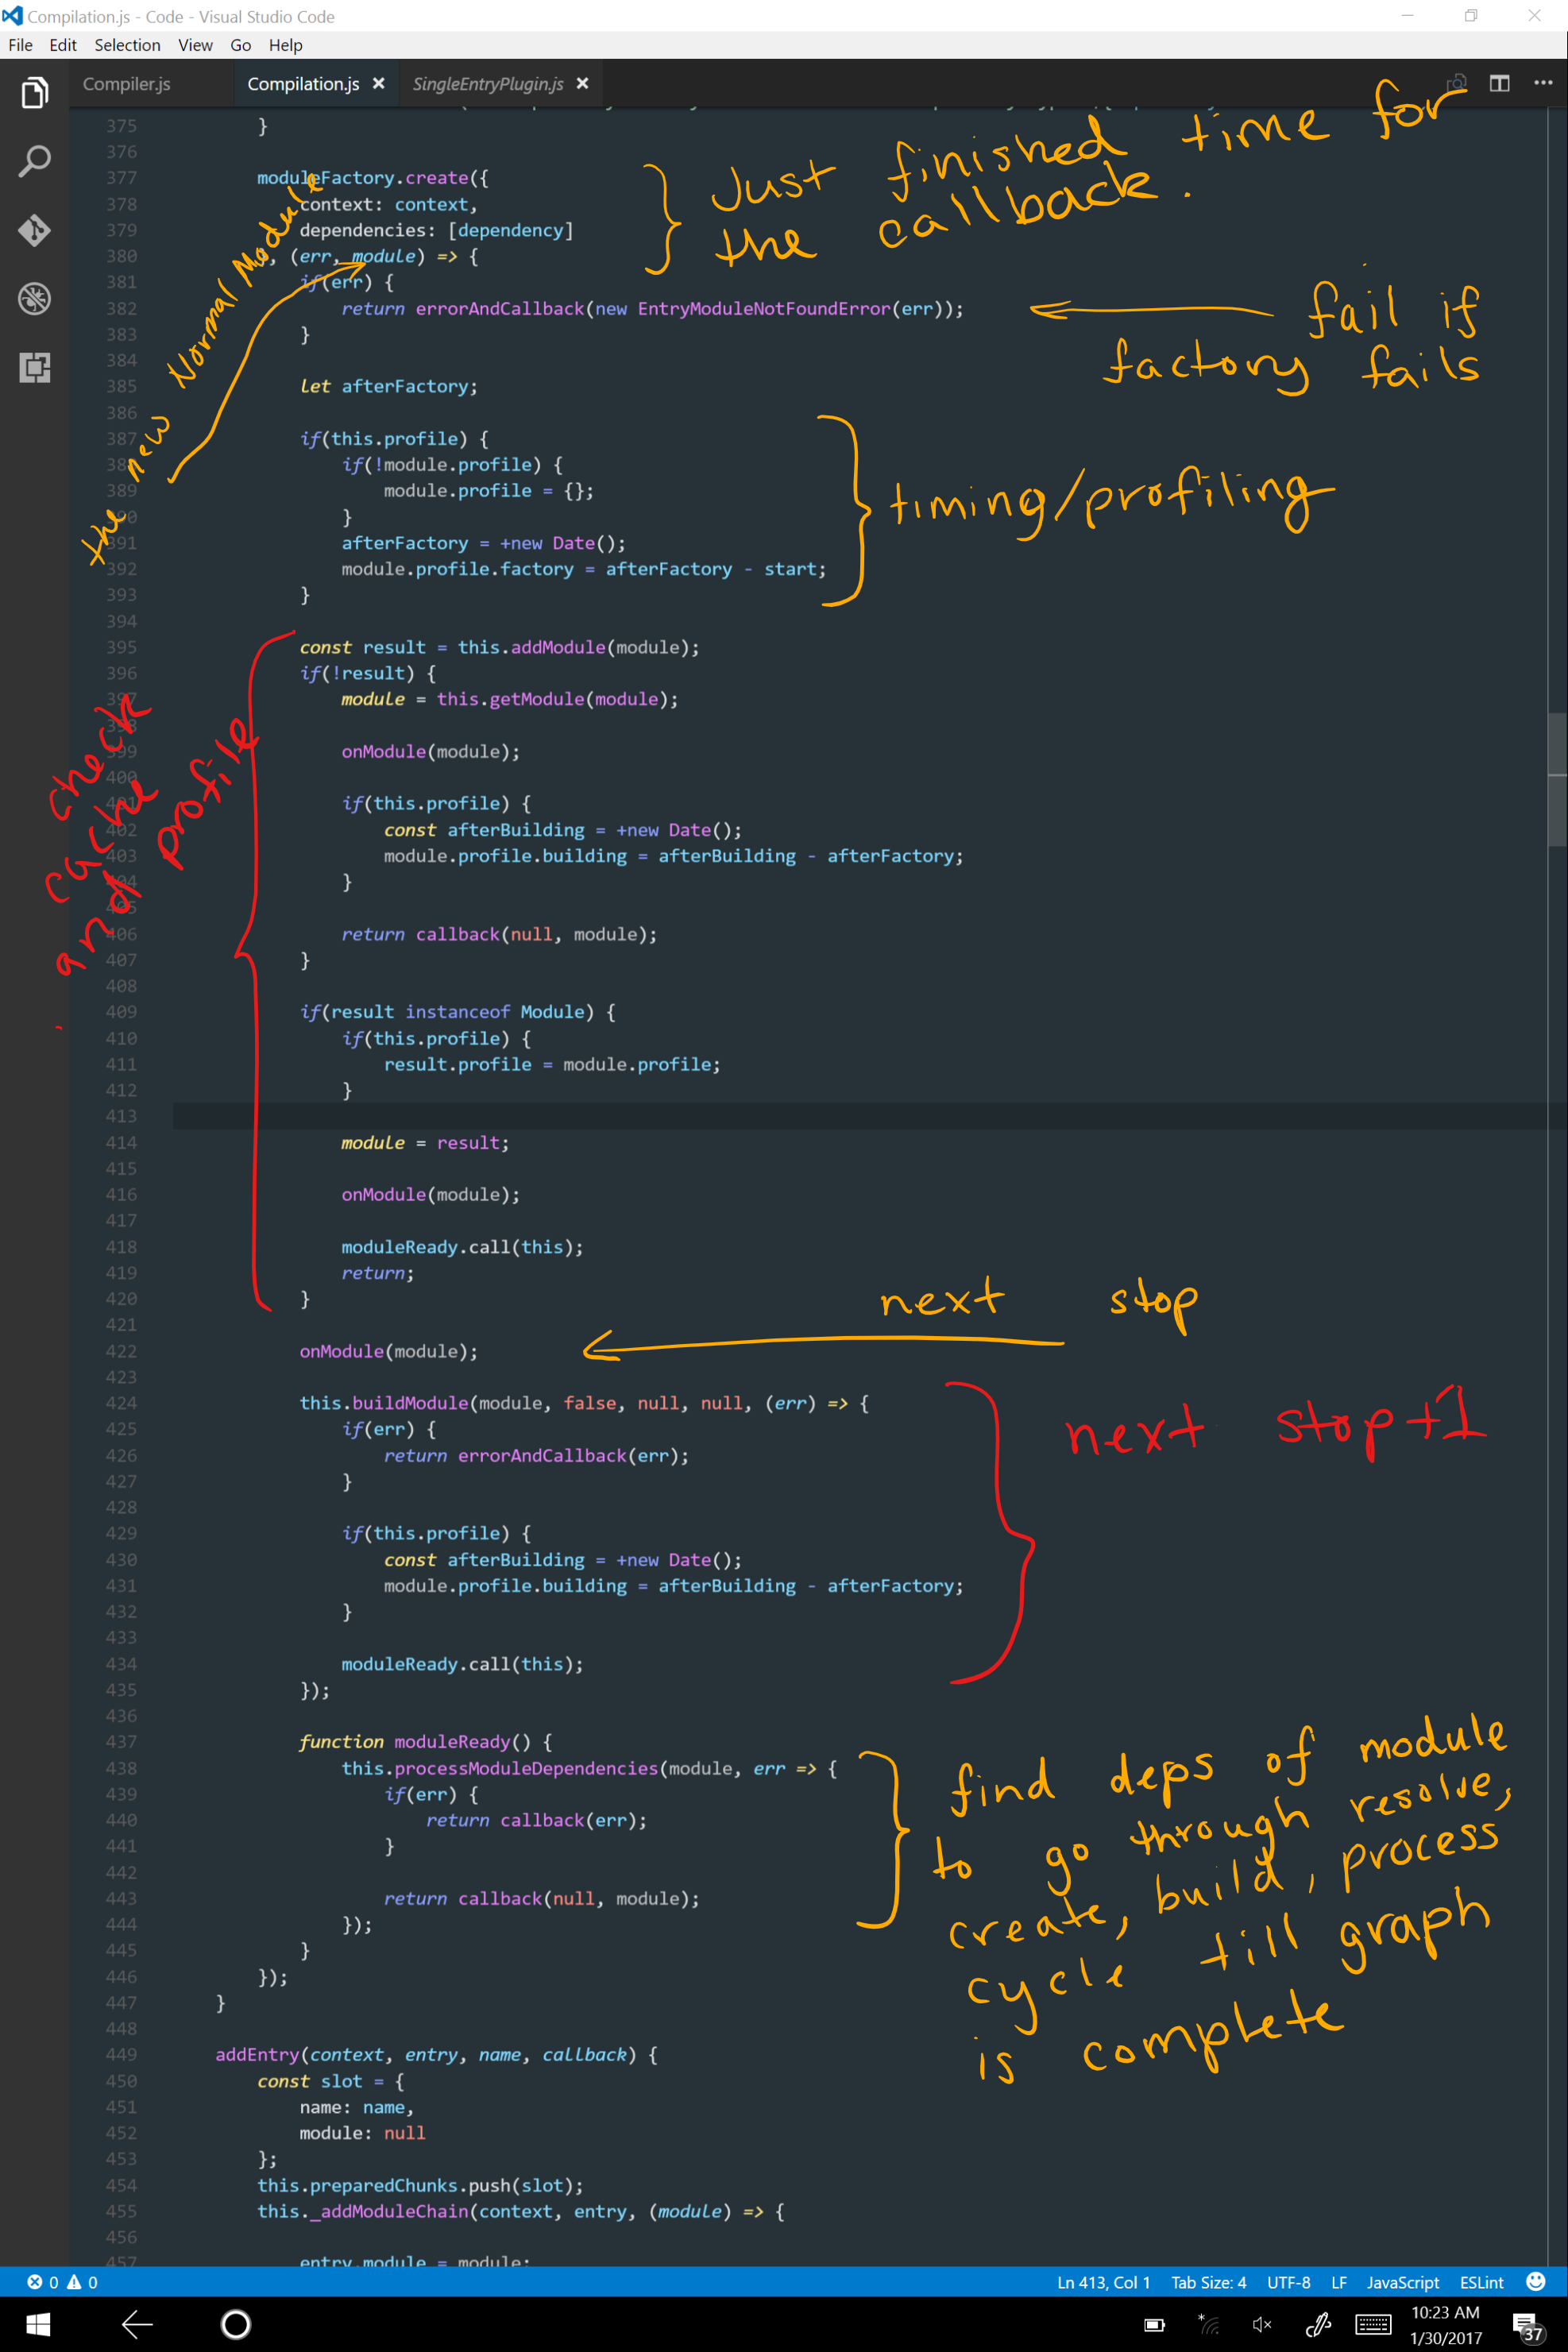 Compilation.js - Code - Visual Studio Code
File Edit Selection View Go Help
Compiler.js Compilation.js × SingleEntryPlugin.js × ...
375 }
376
377 moduleFactory.create({
378 context: context,
379 dependencies: [dependency]
380 }, (err, module) => {
381 if(err) {
382 return errorAndCallback(new EntryModuleNotFoundError(err));
383 }
384
385 let afterFactory;
386
387 if(this.profile) {
388 if(!module.profile) {
389 module.profile = {};
390 }
391 afterFactory = +new Date();
392 module.profile.factory = afterFactory - start;
393 }
394
395 const result = this.addModule(module);
396 if(!result) {
397 module = this.getModule(module);
398
399 onModule(module);
400
401 if(this.profile) {
402 const afterBuilding = +new Date();
403 module.profile.building = afterBuilding - afterFactory;
404 }
405
406 return callback(null, module);
407 }
408
409 if(result instanceof Module) {
410 if(this.profile) {
411 result.profile = module.profile;
412 }
413
414 module = result;
415
416 onModule(module);
417
418 moduleReady.call(this);
419 return;
420 }
421
422 onModule(module);
423
424 this.buildModule(module, false, null, null, (err) => {
425 if(err) {
426 return errorAndCallback(err);
427 }
428
429 if(this.profile) {
430 const afterBuilding = +new Date();
431 module.profile.building = afterBuilding - afterFactory;
432 }
433
434 moduleReady.call(this);
435 });
436
437 function moduleReady() {
438 this.processModuleDependencies(module, err => {
439 if(err) {
440 return callback(err);
441 }
442
443 return callback(null, module);
444 });
445 }
446 });
447 }
448
449 addEntry(context, entry, name, callback) {
450 const slot = {
451 name: name,
452 module: null
453 };
454 this.preparedChunks.push(slot);
455 this._addModuleChain(context, entry, (module) => {
456
457 entry.module = module;
Just finished time for
the callback.
the new Normal Module
fail if
factory fails
timing/profiling
check
cache
and profile
next stop
next stop+1
find deps of module
to go through resolve,
create, build, process
cycle till graph
is complete
0 0 Ln 413, Col 1 Tab Size: 4 UTF-8 LF JavaScript ESLint
10:23 AM
1/30/2017
37